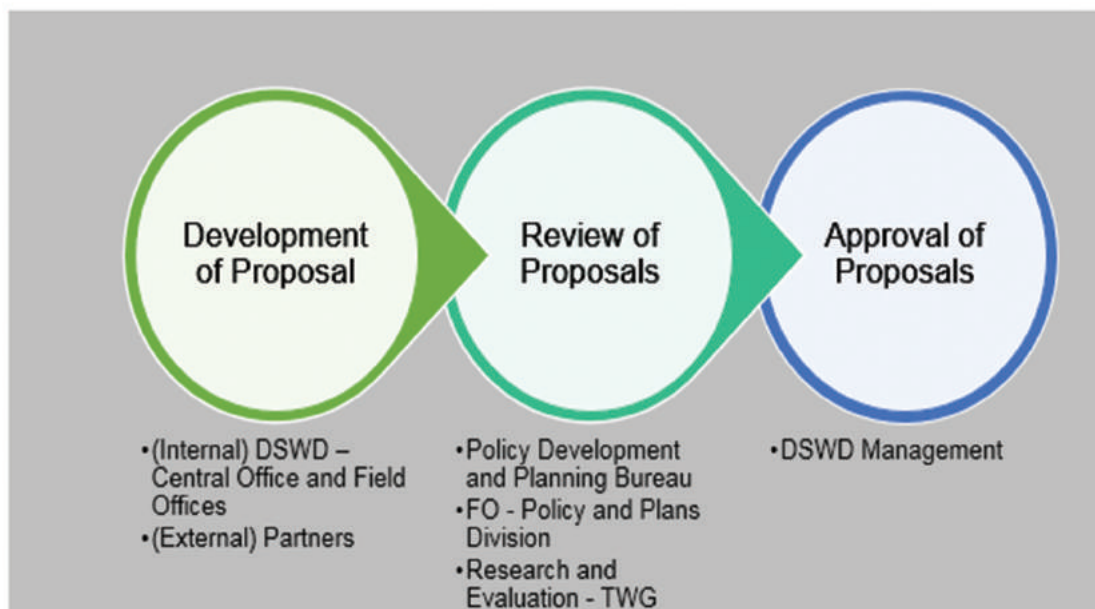 Development
of Proposal
•(Internal) DSWD –
Central Office and Field
Offices
•(External) Partners
Review of
Proposals
•Policy Development
and Planning Bureau
•FO - Policy and Plans
Division
•Research and
Evaluation - TWG
Approval of
Proposals
•DSWD Management